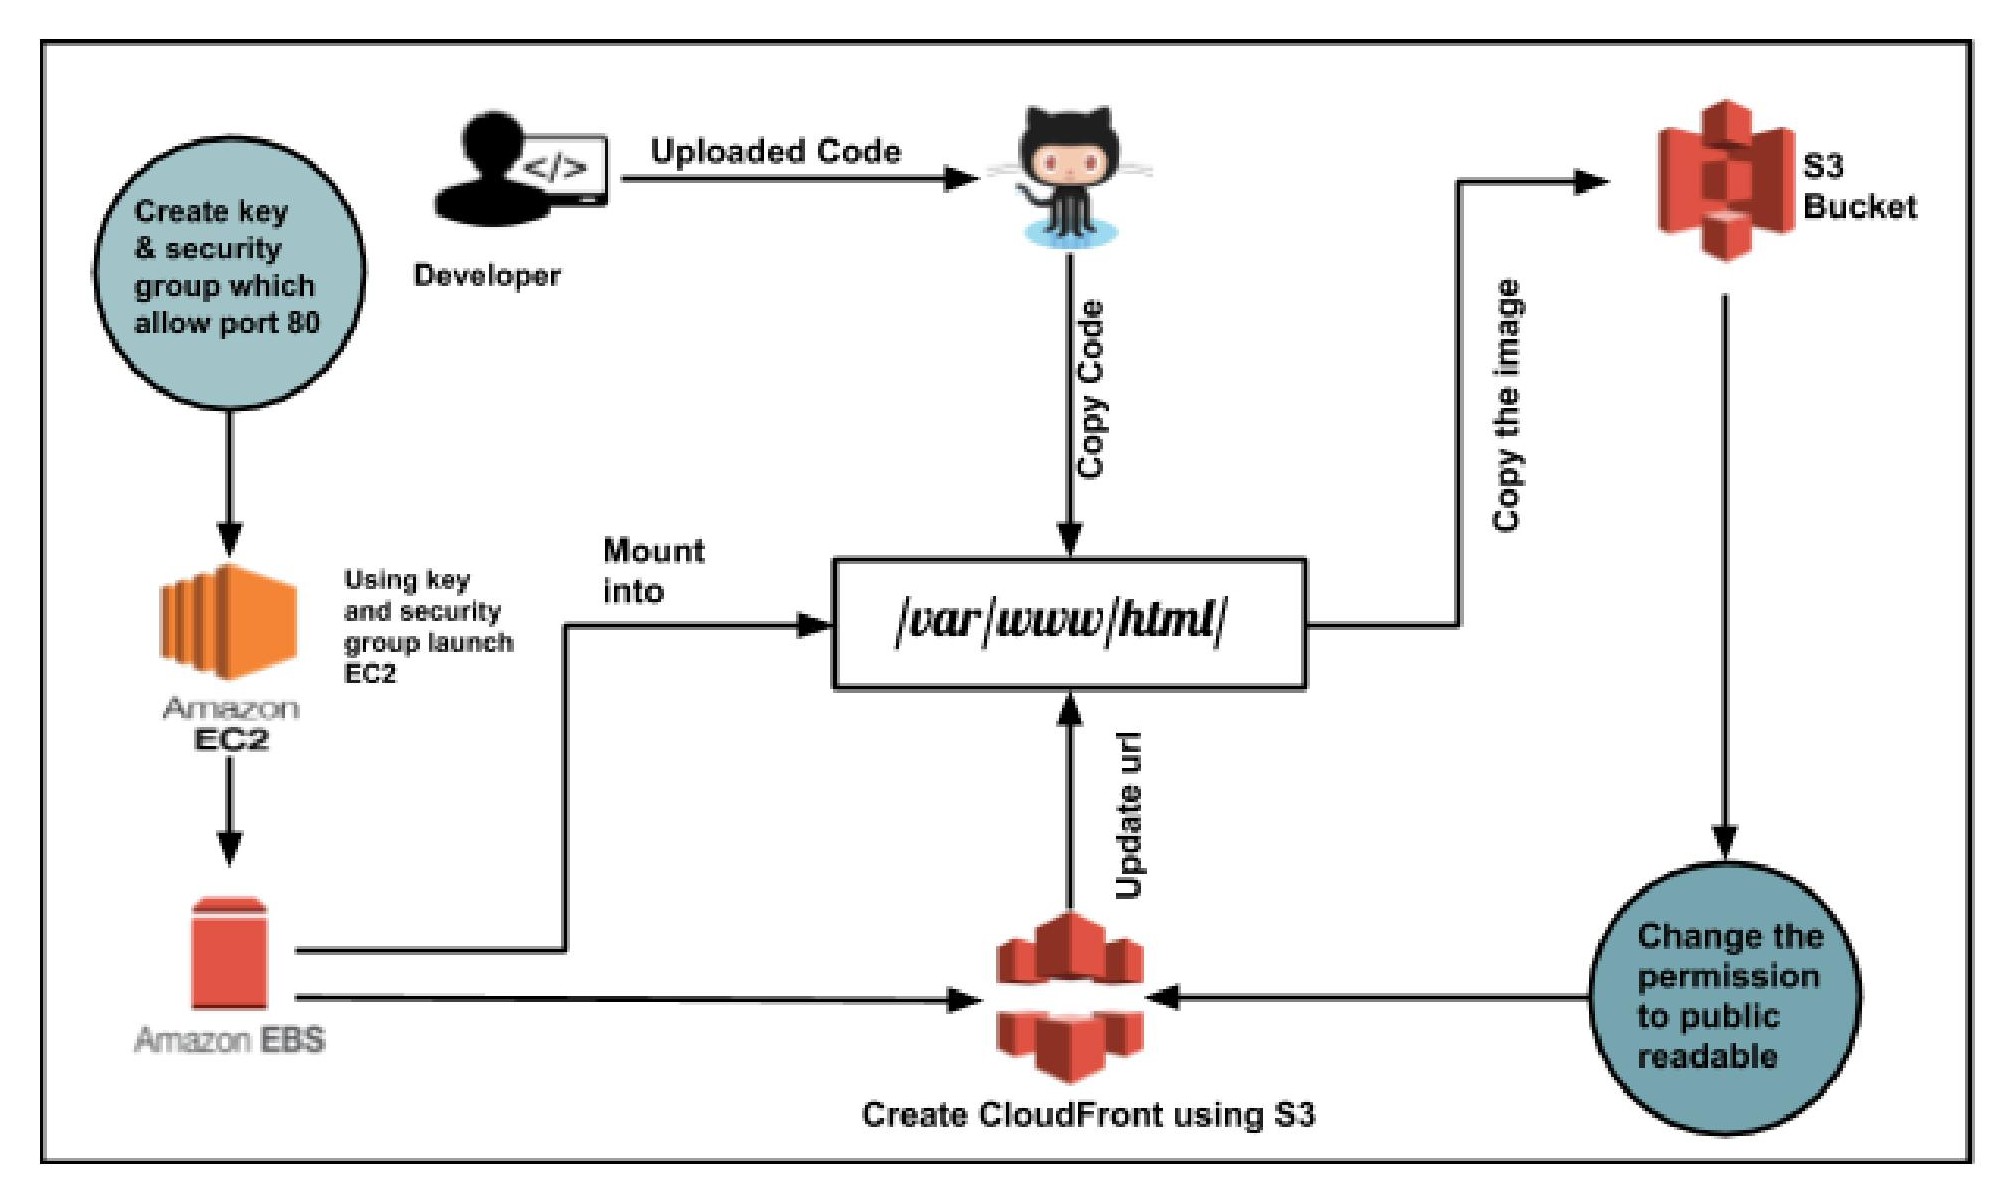 Create key
& security
group which
allow port 80
</>
Developer
Uploaded Code
Copy Code
S3
Bucket
Copy the image
Mount
into
/var/www/html/
Using key
and security
group launch
EC2
Amazon
EC2
Update url
Amazon EBS
Create CloudFront using S3
Change the
permission
to public
readable